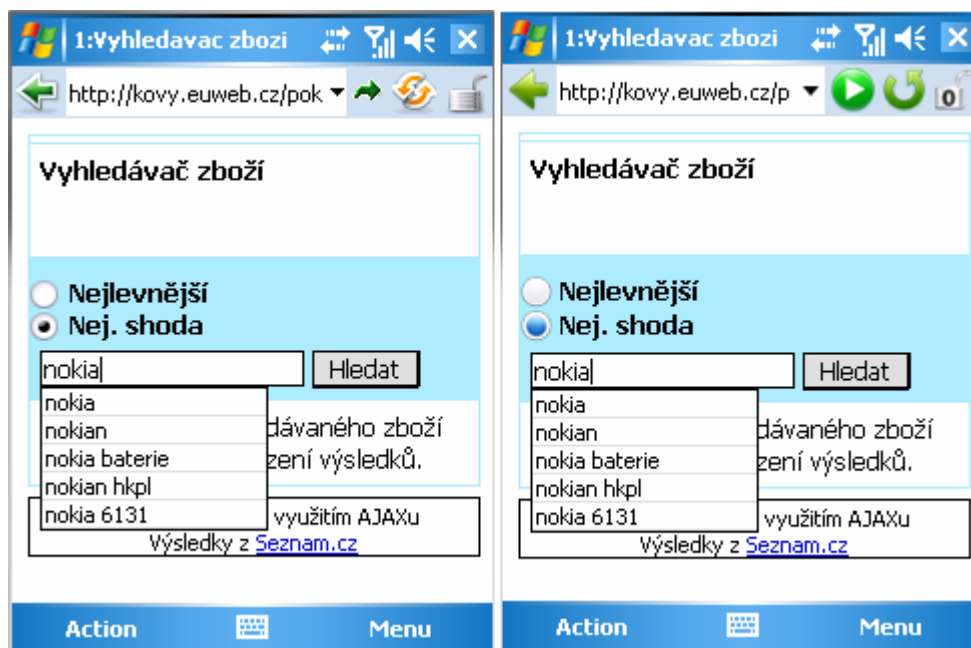 1:Vyhledavac zbozi
http://kovy.euweb.cz/pok
Vyhledávač zboží
Nejlevnější
Nej. shoda
nokia
Hledat
nokia
nokian
dávaného zboží
nokia baterie
zení výsledků.
nokian hkpl
nokia 6131
využitím AJAXu
Výsledky z Seznam.cz
Action
Menu
1:Vyhledavac zbozi
http://kovy.euweb.cz/p
0
Vyhledávač zboží
Nejlevnější
Nej. shoda
nokia
Hledat
nokia
nokian
dávaného zboží
nokia baterie
zení výsledků.
nokian hkpl
nokia 6131
využitím AJAXu
Výsledky z Seznam.cz
Action
Menu